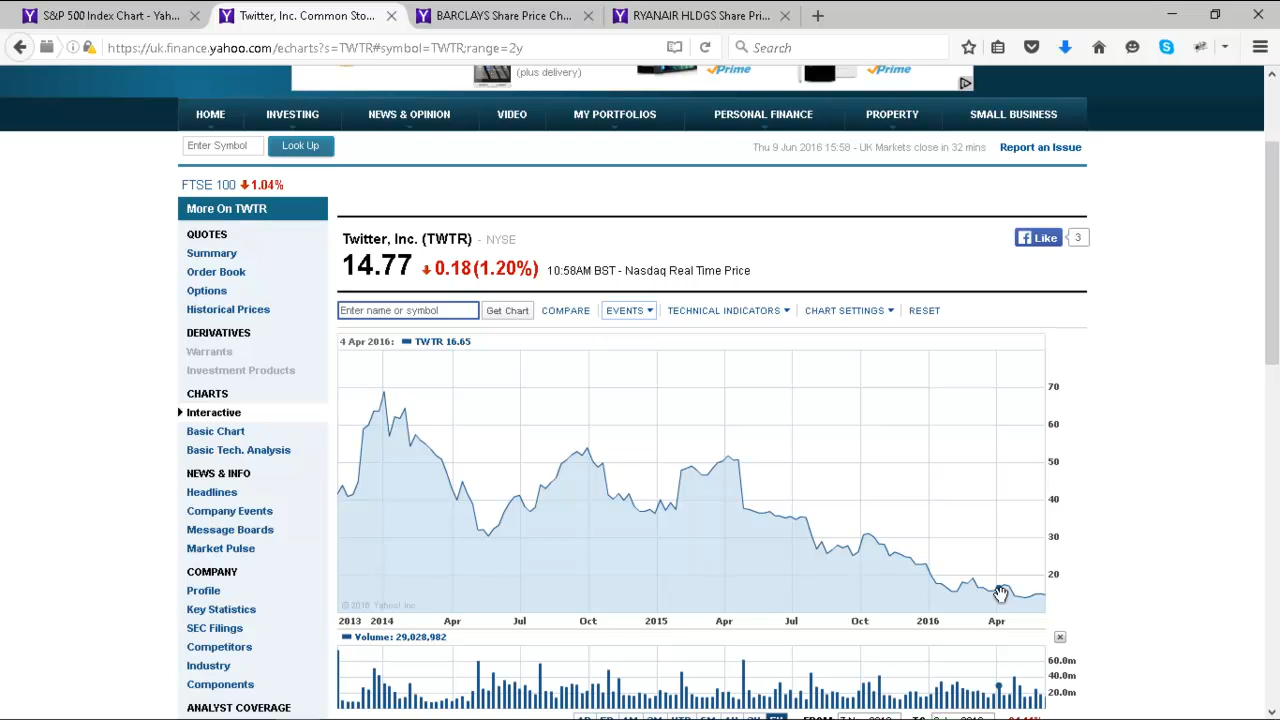 S&P 500 Index Chart - Yah...
Twitter, Inc. Common Sto...
BARCLAYS Share Price Ch...
RYANAIR HLDGS Share Pri...
https://uk.finance.yahoo.com/echarts?s=TWTR#symbol=TWTR;range=2y
Search
(plus delivery)
Prime
Prime
HOME
INVESTING
NEWS & OPINION
VIDEO
MY PORTFOLIOS
PERSONAL FINANCE
PROPERTY
SMALL BUSINESS
Enter Symbol
Look Up
Thu 9 Jun 2016 15:58 - UK Markets close in 32 mins
Report an Issue
FTSE 100 1.04%
More On TWTR
QUOTES
Summary
Order Book
Options
Historical Prices
DERIVATIVES
Warrants
Investment Products
CHARTS
Interactive
Basic Chart
Basic Tech. Analysis
NEWS & INFO
Headlines
Company Events
Message Boards
Market Pulse
COMPANY
Profile
Key Statistics
SEC Filings
Competitors
Industry
Components
ANALYST COVERAGE
Twitter, Inc. (TWTR) - NYSE
Like 3
14.77 0.18(1.20%) 10:58AM BST - Nasdaq Real Time Price
Enter name or symbol
Get Chart
COMPARE
EVENTS
TECHNICAL INDICATORS
CHART SETTINGS
RESET
4 Apr 2016: TWTR 16.65
70
60
50
40
30
20
© 2016 Yahoo! Inc.
2013 2014 Apr Jul Oct 2015 Apr Jul Oct 2016 Apr
Volume: 29,028,982
60.0m
40.0m
20.0m